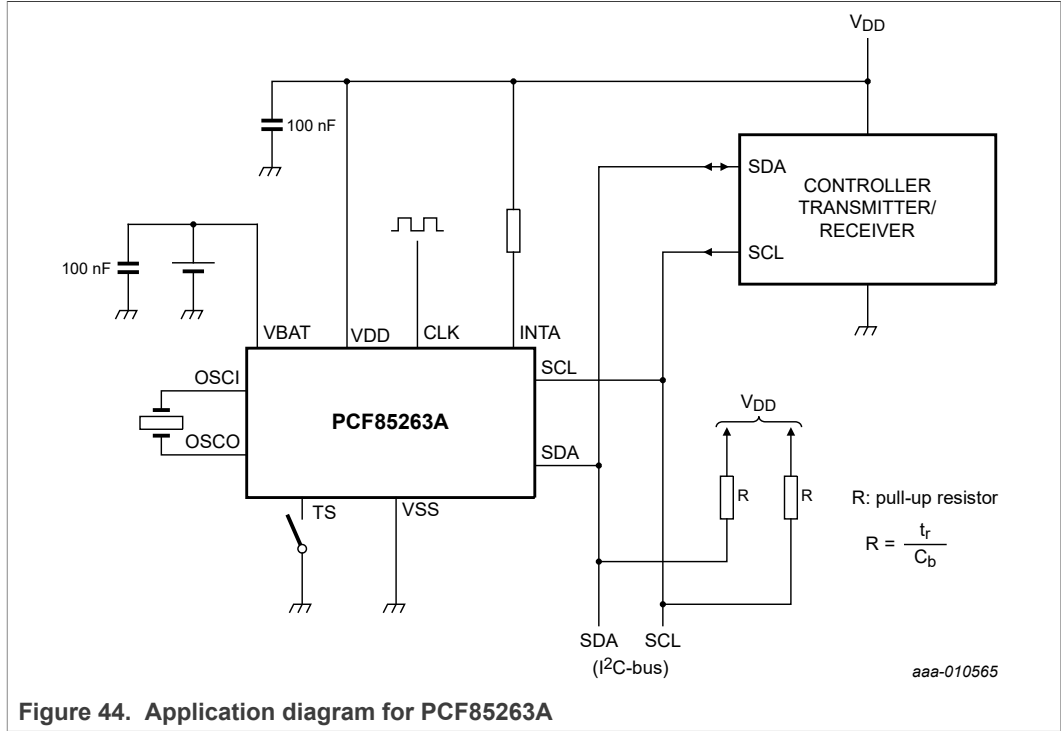 VDD
100 nF
SDA
CONTROLLER
TRANSMITTER/
RECEIVER
SCL
100 nF
VBAT
VDD
CLK
INTA
OSCI
SCL
PCF85263A
OSCO
SDA
TS
VSS
VDD
R
R
R: pull-up resistor
R = tr
Cb
SDA SCL
(I2C-bus)
aaa-010565
Figure 44. Application diagram for PCF85263A